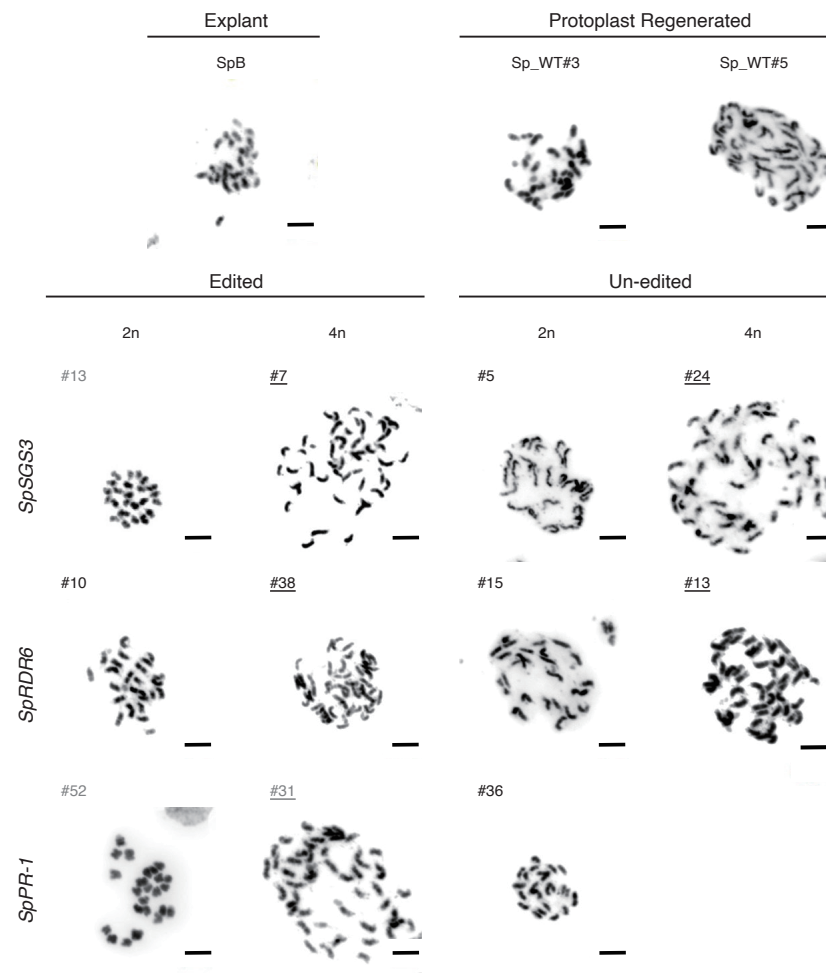 Explant Protoplast Regenerated
SpB Sp_WT#3 Sp_WT#5
Edited Un-edited
2n 4n 2n 4n
#13 #7 #5 #24
SpSGS3
#10 #38 #15 #13
SpRDR6
#52 #31 #36
SpPR-1